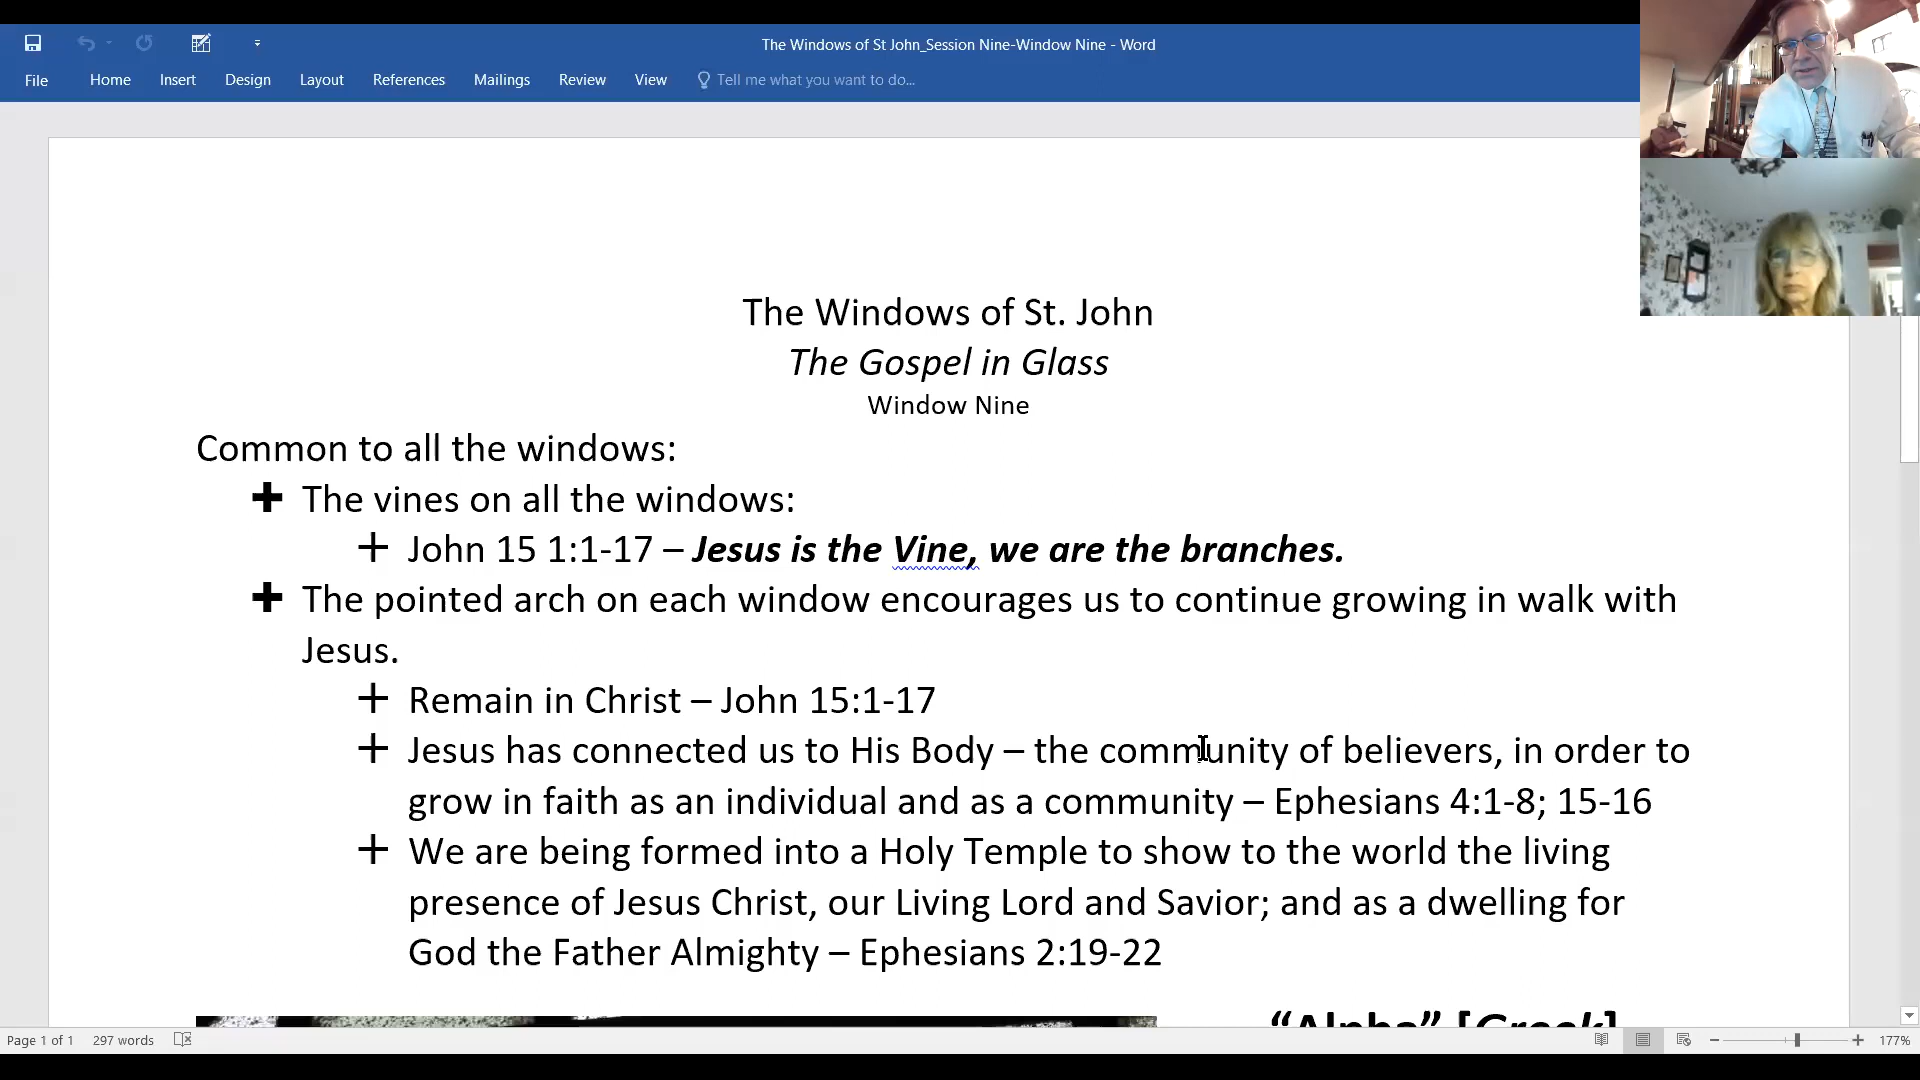 The Windows of St John_Session Nine-Window Nine - Word
File Home Insert Design Layout References Mailings Review View Tell me what you want to do...
The Windows of St. John
The Gospel in Glass
Window Nine
Common to all the windows:
The vines on all the windows:
John 15 1:1-17 – Jesus is the Vine, we are the branches.
The pointed arch on each window encourages us to continue growing in walk with
Jesus.
Remain in Christ – John 15:1-17
Jesus has connected us to His Body – the community of believers, in order to
grow in faith as an individual and as a community – Ephesians 4:1-8; 15-16
We are being formed into a Holy Temple to show to the world the living
presence of Jesus Christ, our Living Lord and Savior; and as a dwelling for
God the Father Almighty – Ephesians 2:19-22
“Alpha” [Greek]
Page 1 of 1 297 words 177%